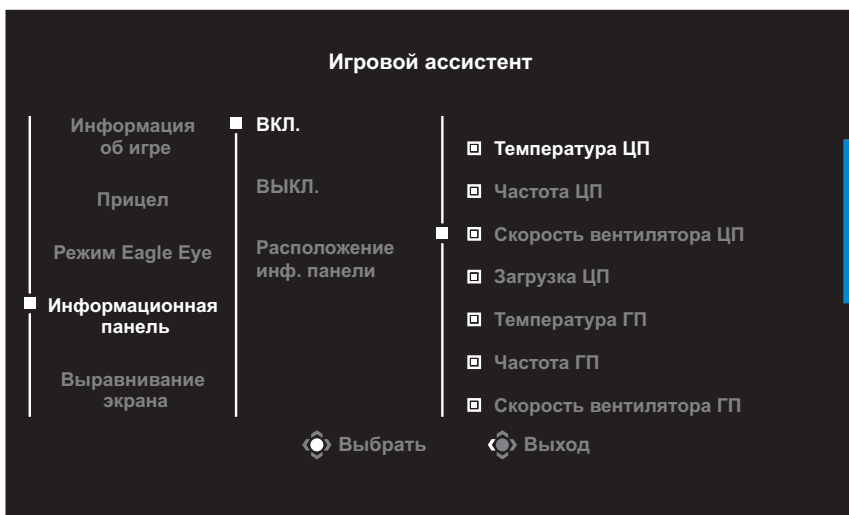 Игровой ассистент
Информация
об игре
Прицел
Режим Eagle Eye
Информационная
панель
Выравнивание
экрана
ВКЛ.
ВЫКЛ.
Расположение
инф. панели
Температура ЦП
Частота ЦП
Скорость вентилятора ЦП
Загрузка ЦП
Температура ГП
Частота ГП
Скорость вентилятора ГП
Выбрать
Выход